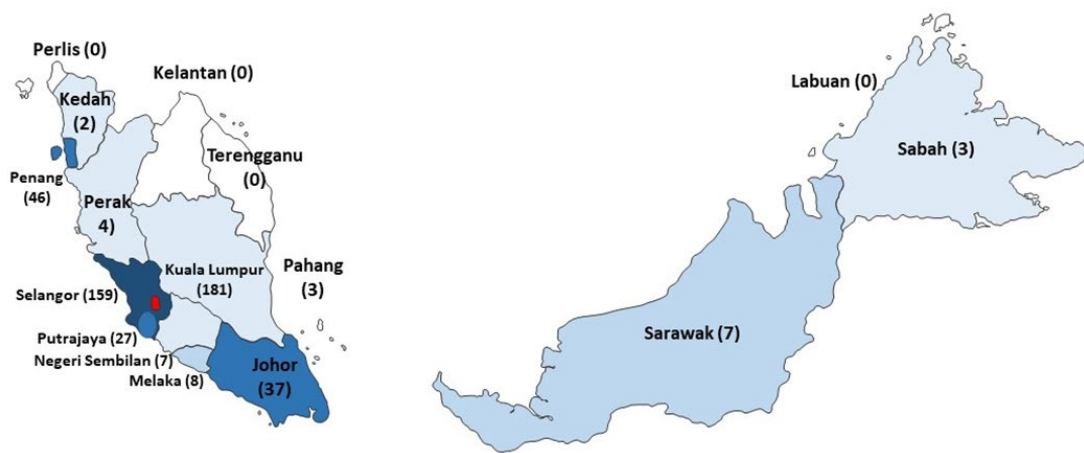 Perlis (0)
Kelantan (0)
Kedah
(2)
Terengganu
(0)
Penang
(46)
Perak
4)
Kuala Lumpur
(181)
Pahang
(3)
Selangor (159)
Putrajaya (27)
Negeri Sembilan (7)
Melaka (8)
Johor
(37)
Labuan (0)
Sabah (3)
Sarawak (7)